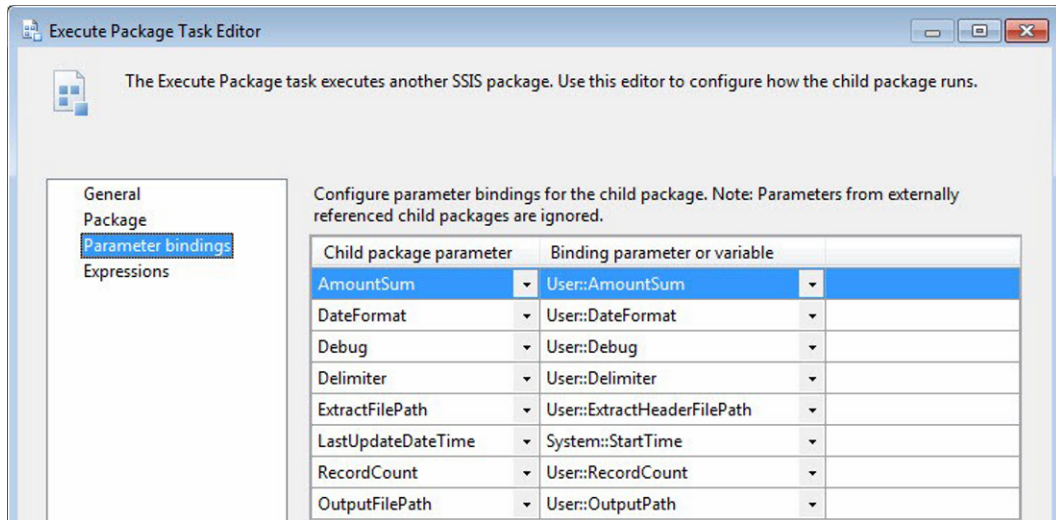 Execute Package Task Editor
The Execute Package task executes another SSIS package. Use this editor to configure how the child package runs.
General
Package
Parameter bindings
Expressions
Configure parameter bindings for the child package. Note: Parameters from externally
referenced child packages are ignored.
Child package parameter Binding parameter or variable
AmountSum User::AmountSum
DateFormat User::DateFormat
Debug User::Debug
Delimiter User::Delimiter
ExtractFilePath User::ExtractHeaderFilePath
LastUpdateDateTime System::StartTime
RecordCount User::RecordCount
OutputFilePath User::OutputPath